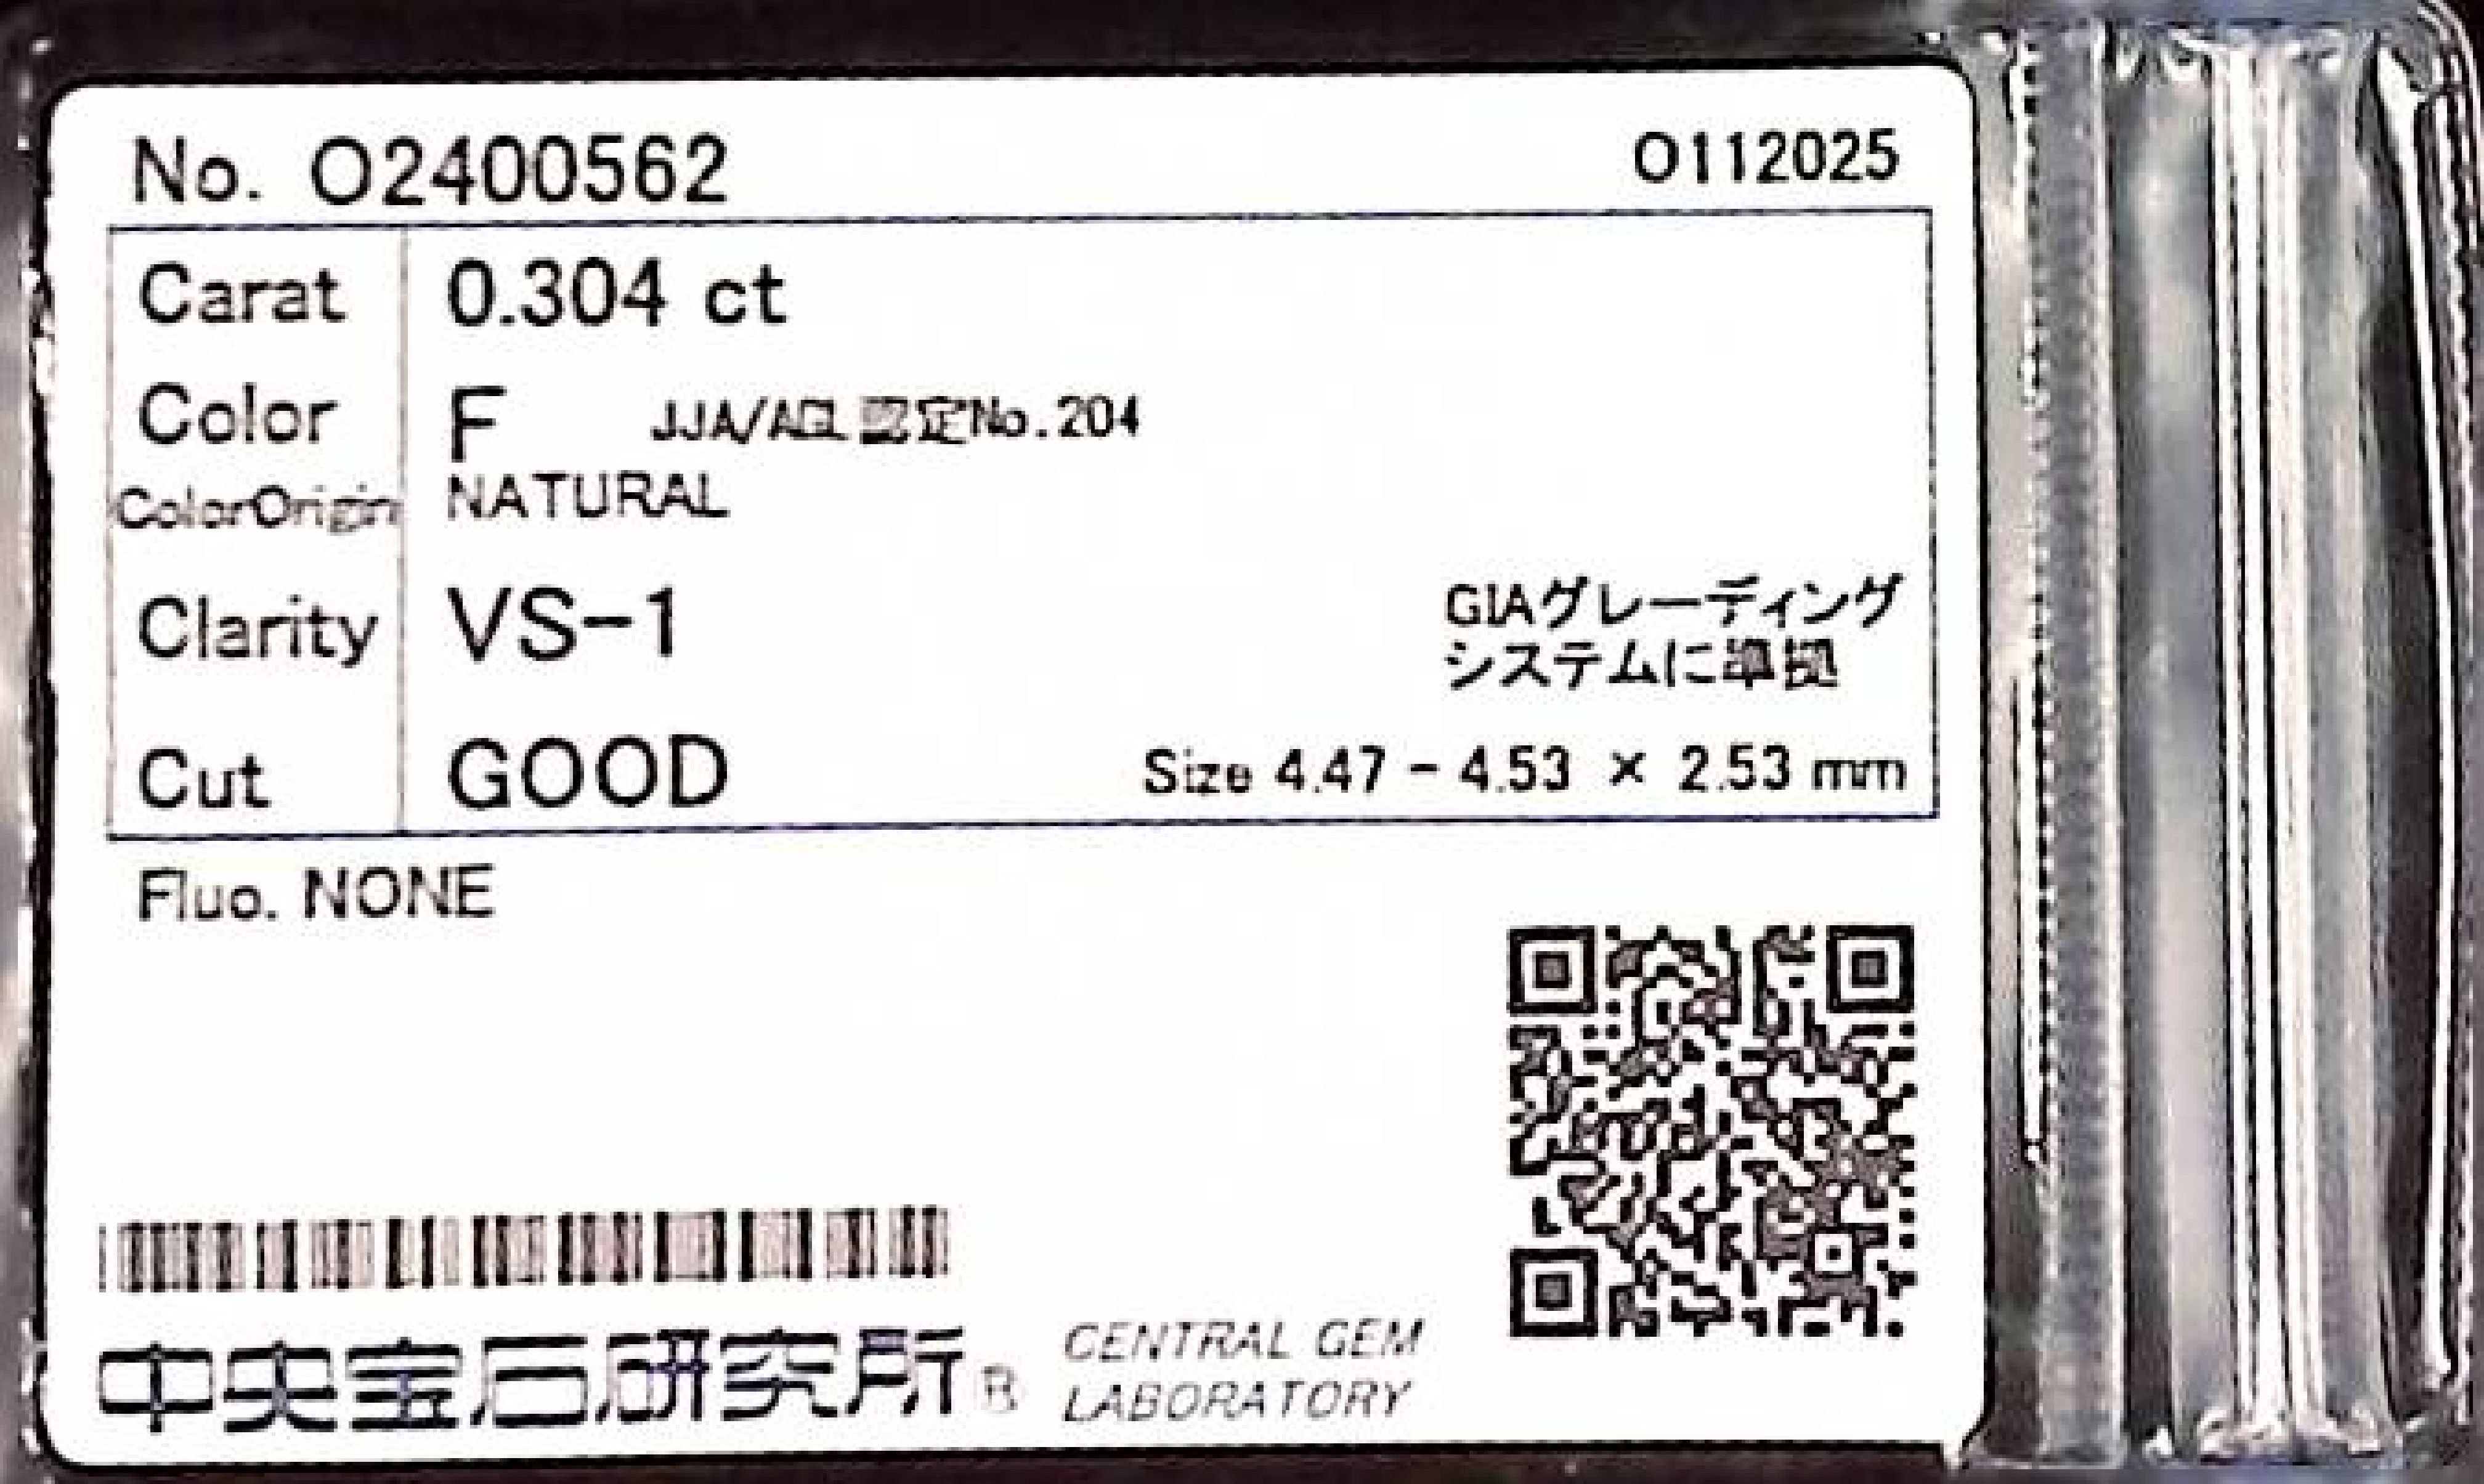 No. O2400562 O112025
Carat 0.304 ct
Color F JJA/AGL認定No.204
ColorOrigin NATURAL
Clarity VS-1
GIAグレーディング
システムに準拠
Cut GOOD Size 4.47 - 4.53 × 2.53 mm
Fluo. NONE
中央宝石研究所® CENTRAL GEM
LABORATORY